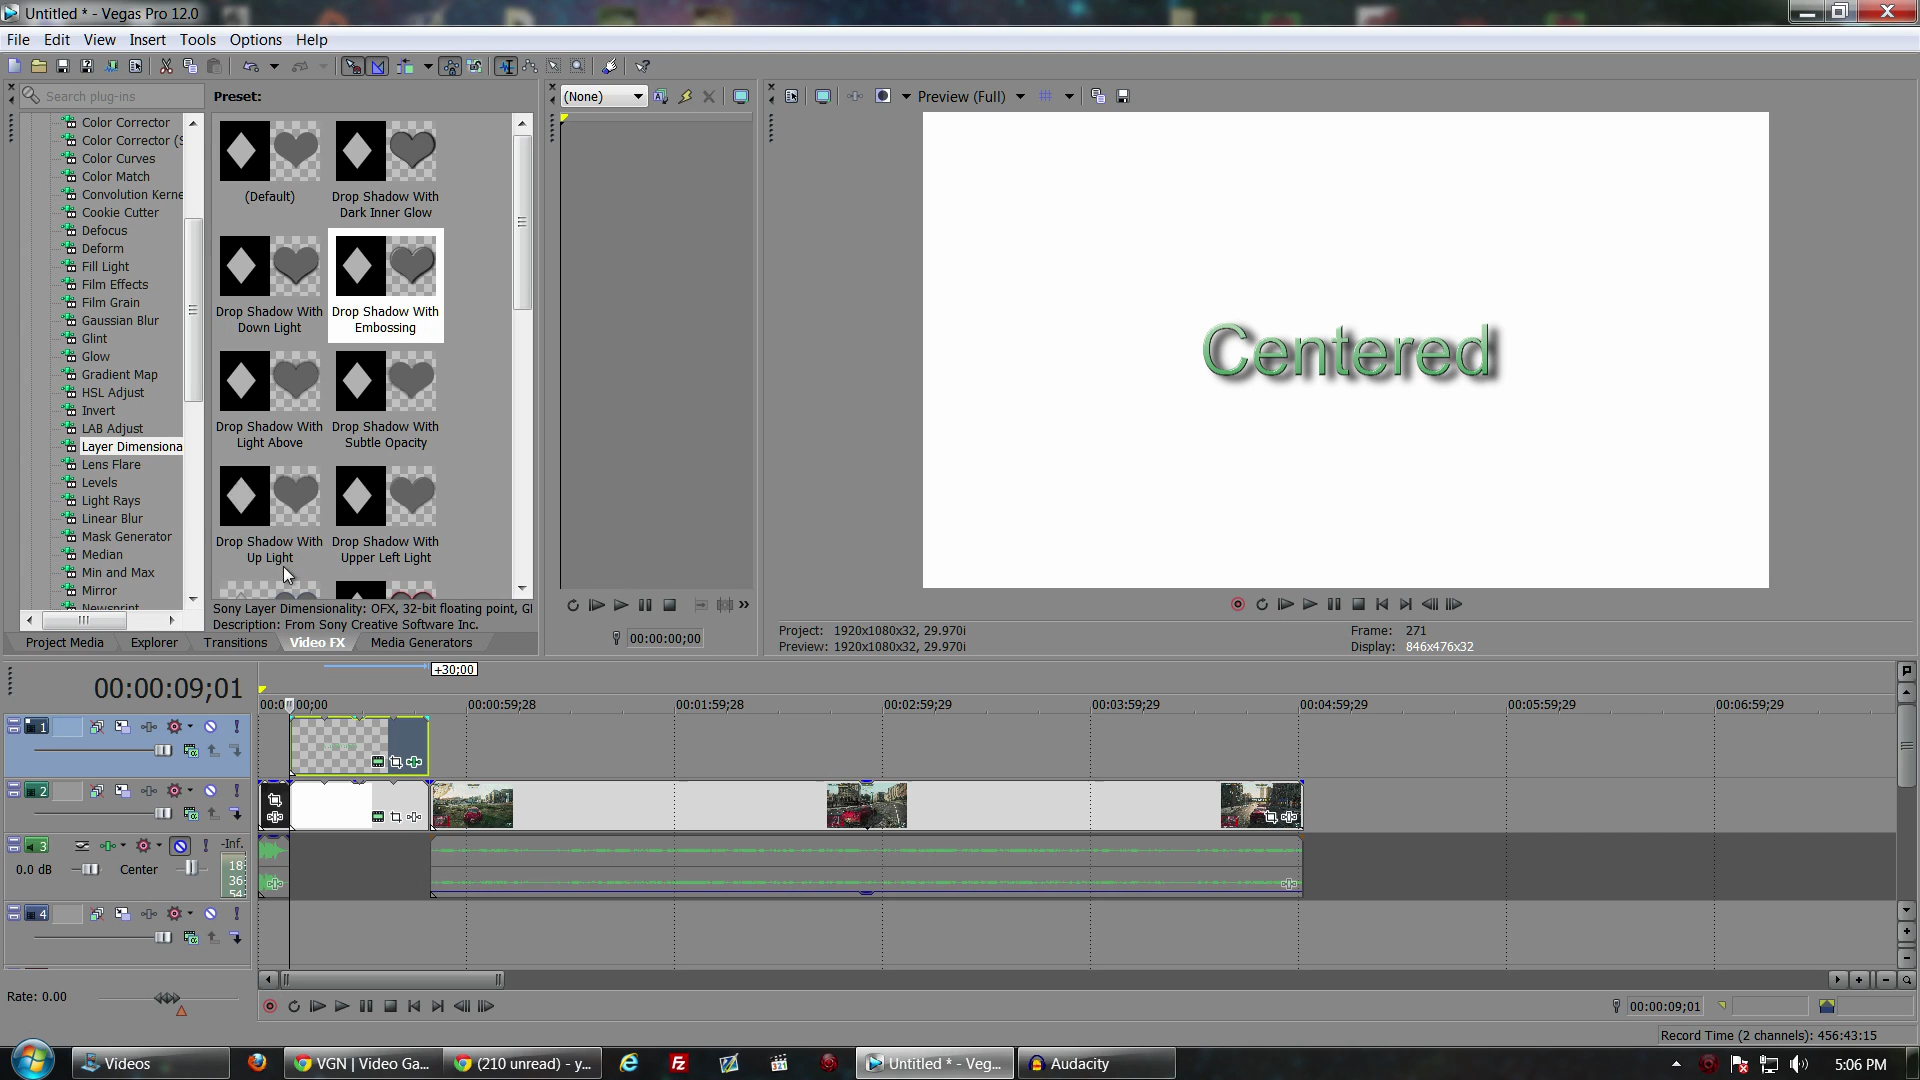 Untitled * - Vegas Pro 12.0
File Edit View Insert Tools Options Help
Search plug-ins
Preset:
(None)
Preview (Full)
Color Corrector
Color Corrector (S
Color Curves
Color Match
Convolution Kerne
Cookie Cutter
Defocus
Deform
Fill Light
Film Effects
Film Grain
Gaussian Blur
Glint
Glow
Gradient Map
HSL Adjust
Invert
LAB Adjust
Layer Dimensiona
Lens Flare
Levels
Light Rays
Linear Blur
Mask Generator
Median
Min and Max
Mirror
Newsprint
(Default)
Drop Shadow With
Dark Inner Glow
Drop Shadow With
Down Light
Drop Shadow With
Embossing
Drop Shadow With
Light Above
Drop Shadow With
Subtle Opacity
Drop Shadow With
Up Light
Drop Shadow With
Upper Left Light
Sony Layer Dimensionality: OFX, 32-bit floating point, Gl
Description: From Sony Creative Software Inc.
Project Media Explorer Transitions Video FX Media Generators
00:00:00;00
Centered
Project: 1920x1080x32, 29.970i
Preview: 1920x1080x32, 29.970i
Frame: 271
Display: 846x476x32
+30;00
00:00:09;01
00:0 00;00 00:00:59;28 00:01:59;28 00:02:59;29 00:03:59;29 00:04:59;29 00:05:59;29 00:06:59;29
1
2
3
-Inf.
0.0 dB Center
18-
36-
54-
4
Rate: 0.00
00:00:09;01
Record Time (2 channels): 456:43:15
Videos
VGN | Video Ga...
(210 unread) - y...
321
Untitled * - Veg...
Audacity
5:06 PM